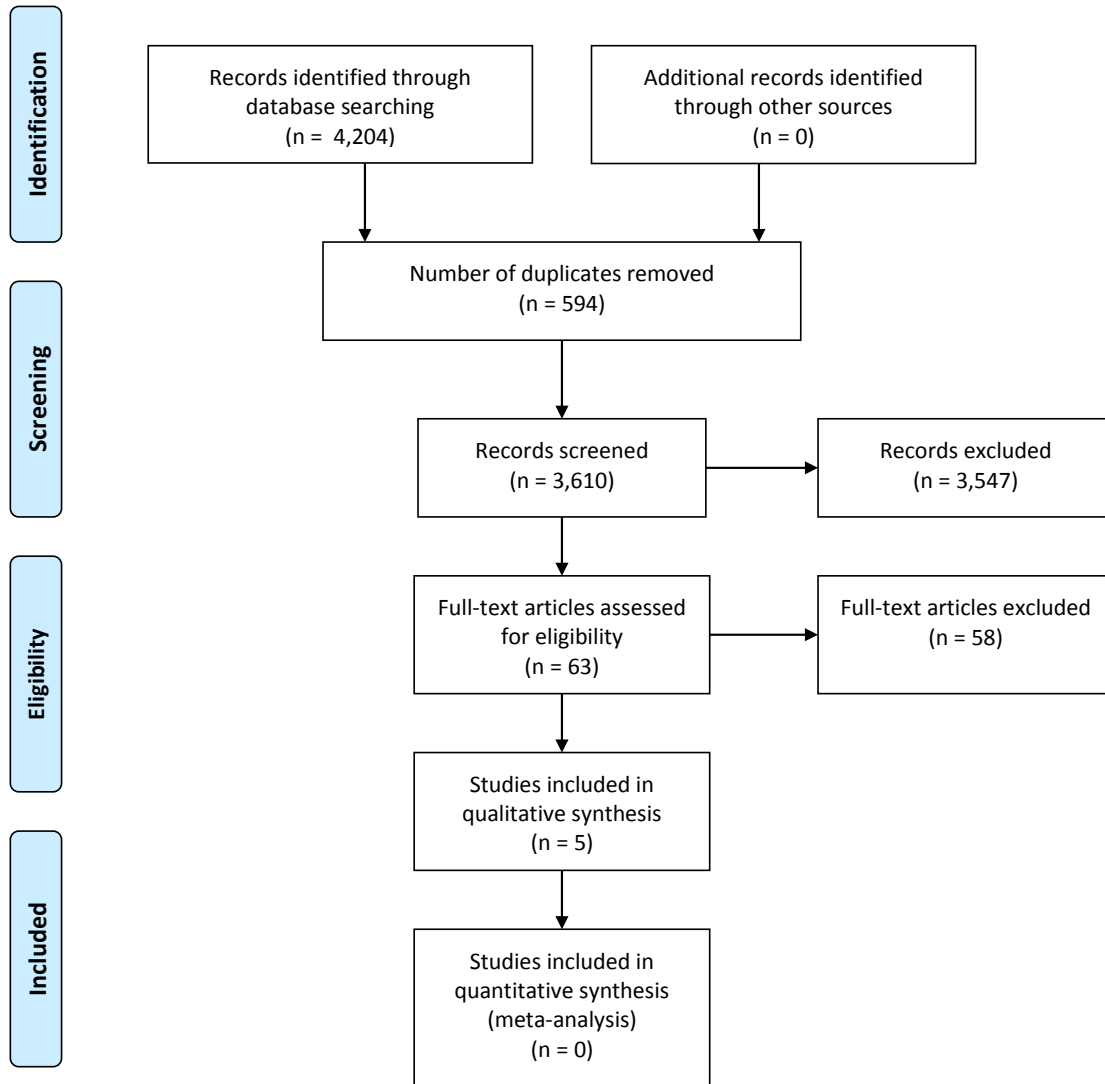 Identification
Records identified through
database searching
(n = 4,204)
Additional records identified
through other sources
(n = 0)
Number of duplicates removed
(n = 594)
Screening
Records screened
(n = 3,610)
Records excluded
(n = 3,547)
Eligibility
Full-text articles assessed
for eligibility
(n = 63)
Full-text articles excluded
(n = 58)
Studies included in
qualitative synthesis
(n = 5)
Included
Studies included in
quantitative synthesis
(meta-analysis)
(n = 0)